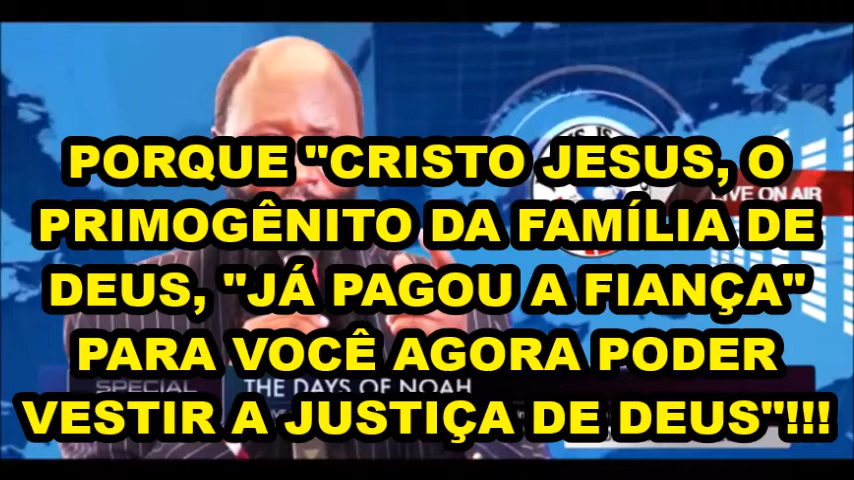 PORQUE "CRISTO JESUS, O
PRIMOGÊNITO DA FAMÍLIA DE
DEUS, "JÁ PAGOU A FIANÇA"
PARA VOCÊ AGORA PODER
VESTIR A JUSTIÇA DE DEUS"!!!
LIVE ON AIR
SPECIAL
THE DAYS OF NOAH